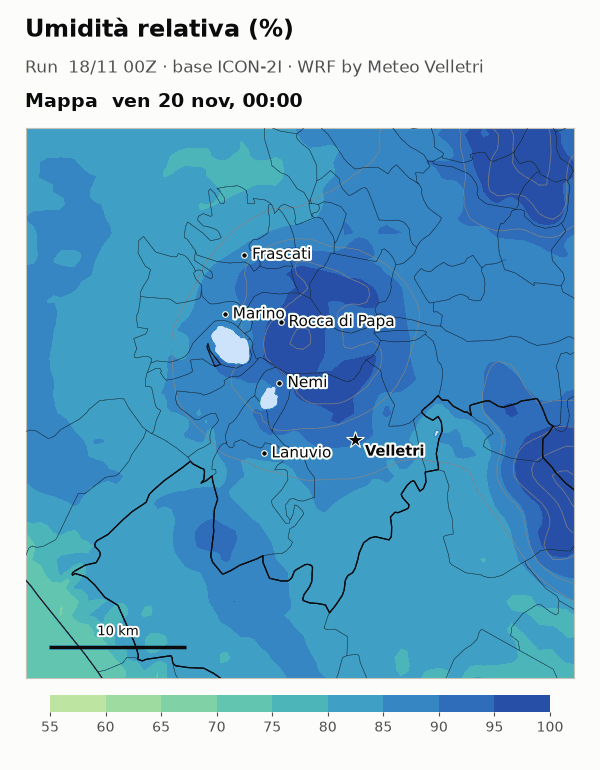 Umidità relativa (%)
Run  18/11 00Z · base ICON-2I · WRF by Meteo Velletri
Mappa  ven 20 nov, 00:00
Frascati
Marino
Rocca di Papa
Nemi
Velletri
Lanuvio
10 km
55 60 65 70 75 80 85 90 95 100